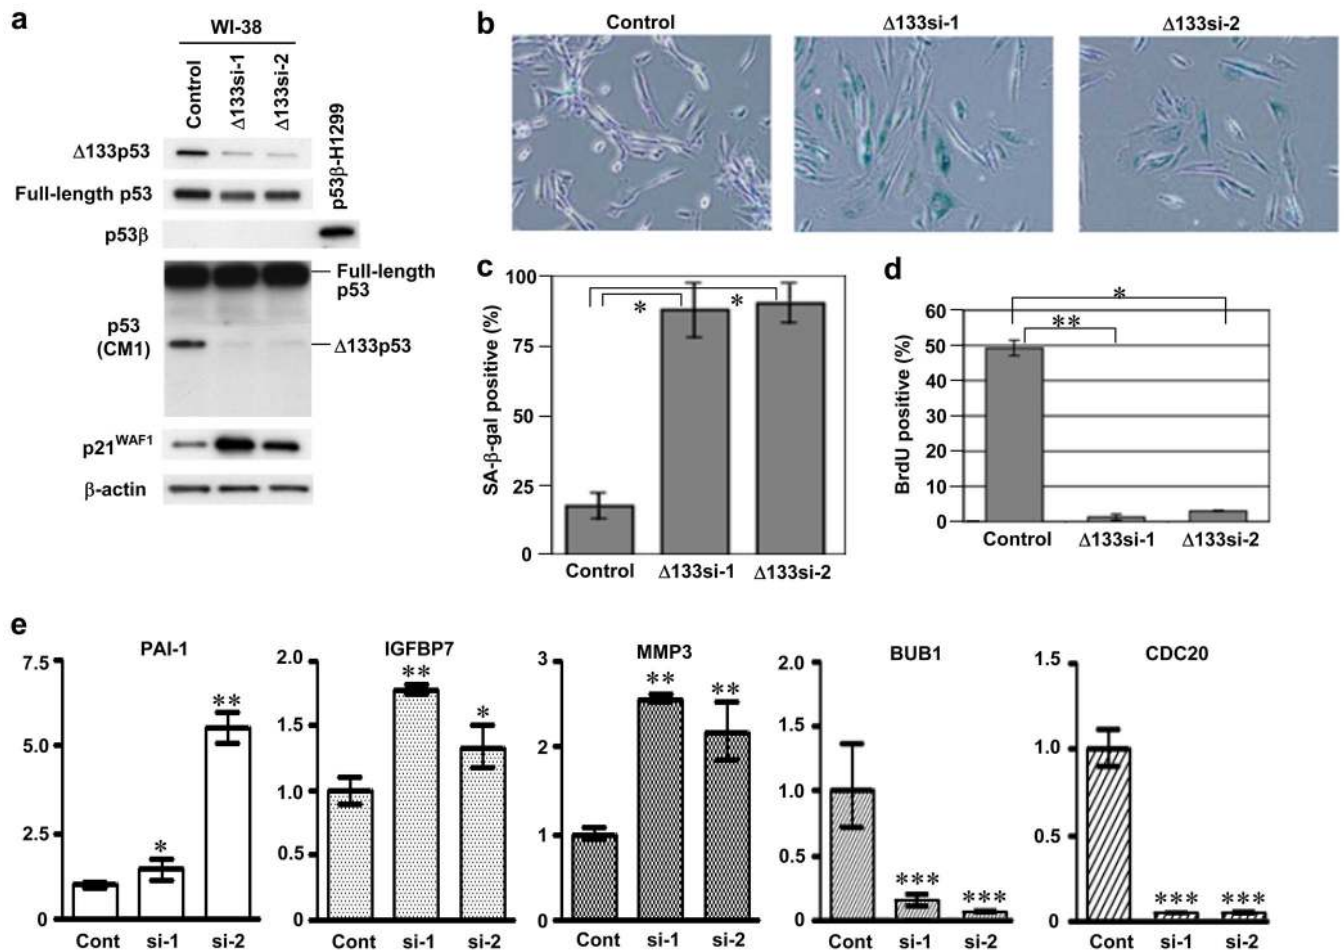 a
WI-38
Control
Δ133si-1
Δ133si-2
p53β-H1299
Δ133p53
Full-length p53
p53β
Full-length
p53
p53
(CM1)
Δ133p53
p21WAF1
β-actin
b
Control
Δ133si-1
Δ133si-2
c
SA-β-gal positive (%)
100
75
50
25
0
* *
Control Δ133si-1 Δ133si-2
d
BrdU positive (%)
60
50
40
30
20
10
0
*
**
Control Δ133si-1 Δ133si-2
e
PAI-1
7.5
5.0
2.5
0
*
**
Cont si-1 si-2
IGFBP7
2.0
1.5
1.0
0.5
0
**
*
Cont si-1 si-2
MMP3
3
2
1
0
**
**
Cont si-1 si-2
BUB1
2.0
1.5
1.0
0.5
0
***
***
Cont si-1 si-2
CDC20
1.5
1.0
0.5
0
*** ***
Cont si-1 si-2